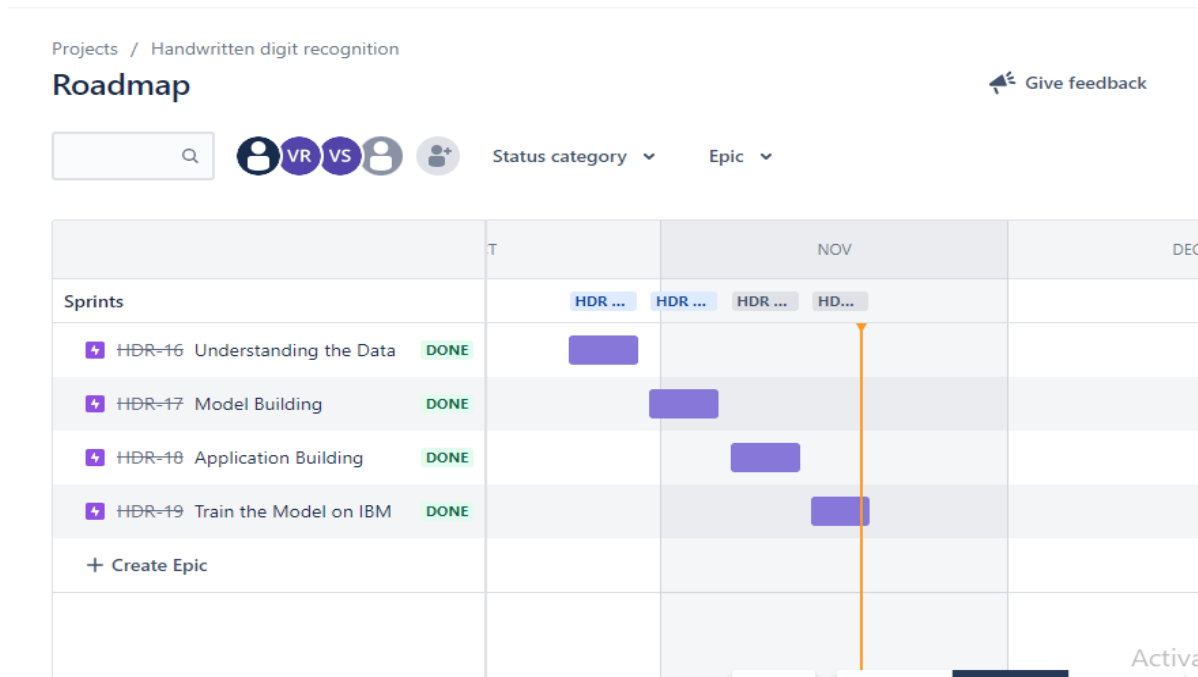 Projects / Handwritten digit recognition
Roadmap
Give feedback
VR VS
Status category
Epic
NOV
Sprints
HDR ... HDR ... HDR ... HD...
HDR-16 Understanding the Data DONE
HDR-17 Model Building DONE
HDR-18 Application Building DONE
HDR-19 Train the Model on IBM DONE
+ Create Epic